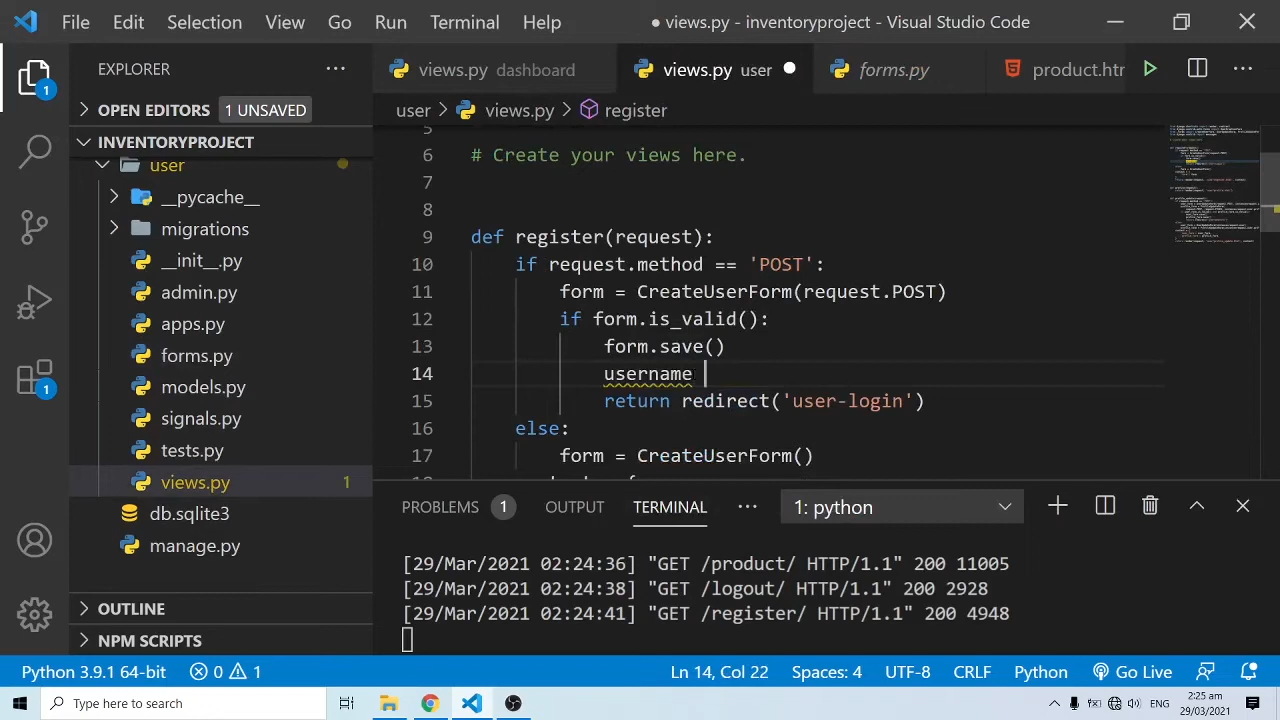 File Edit Selection View Go Run Terminal Help ● views.py - inventoryproject - Visual Studio Code
EXPLORER ···
views.py dashboard views.py user ● forms.py product.htr ···
OPEN EDITORS 1 UNSAVED
user > views.py > register
INVENTORYPROJECT
user
__pycache__
migrations
__init__.py
admin.py
apps.py
forms.py
models.py
signals.py
tests.py
views.py 1
db.sqlite3
manage.py
OUTLINE
NPM SCRIPTS
1
1
5
6 # Create your views here.
7
8
9 def register(request):
10 if request.method == 'POST':
11 form = CreateUserForm(request.POST)
12 if form.is_valid():
13 form.save()
14 username
15 return redirect('user-login')
16 else:
17 form = CreateUserForm()
PROBLEMS 1 OUTPUT TERMINAL ··· 1: python
[29/Mar/2021 02:24:36] "GET /product/ HTTP/1.1" 200 11005
[29/Mar/2021 02:24:38] "GET /logout/ HTTP/1.1" 200 2928
[29/Mar/2021 02:24:41] "GET /register/ HTTP/1.1" 200 4948
Python 3.9.1 64-bit 0 1 Ln 14, Col 22 Spaces: 4 UTF-8 CRLF Python Go Live
Type here to search ENG 2:25 am
29/03/2021